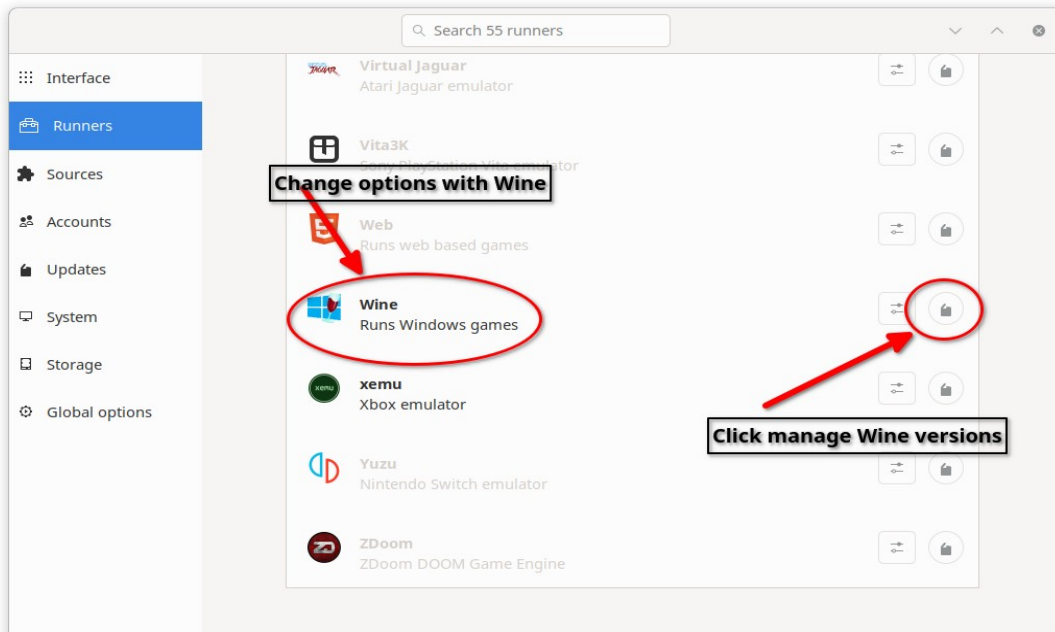 Search 55 runners
Interface
Runners
Sources
Accounts
Updates
System
Storage
Global options
Virtual Jaguar
Atari Jaguar emulator
Vita3K
Sony PlayStation Vita emulator
Change options with Wine
Web
Runs web based games
Wine
Runs Windows games
xemu
xemu
Xbox emulator
Click manage Wine versions
Yuzu
Nintendo Switch emulator
ZDoom
ZDoom DOOM Game Engine